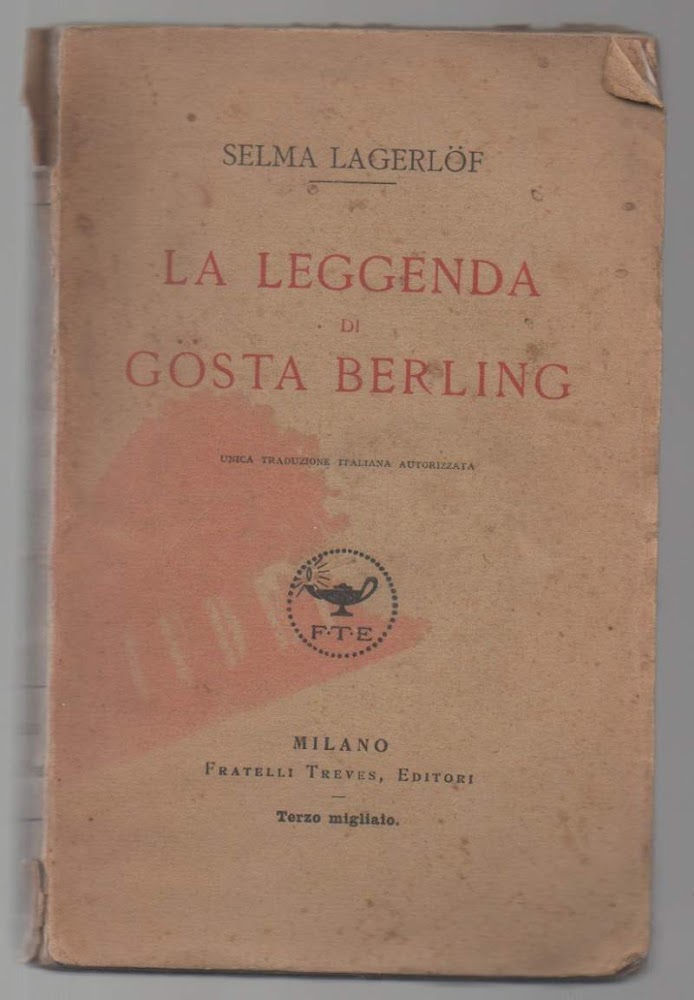 SELMA LAGERLÖF
LA LEGGENDA
DI
GÖSTA BERLING
UNICA TRADUZIONE ITALIANA AUTORIZZATA
F·T·E
MILANO
FRATELLI TREVES, EDITORI
Terzo migliaio.